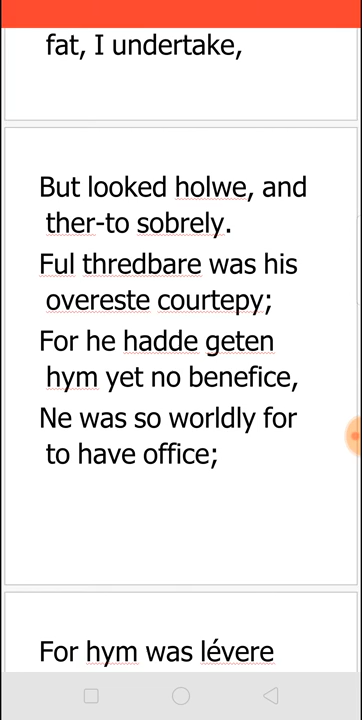 fat, I undertake,
But looked holwe, and
ther-to sobrely.
Ful thredbare was his
overeste courtepy;
For he hadde geten
hym yet no benefice,
Ne was so worldly for
to have office;
For hym was lévere